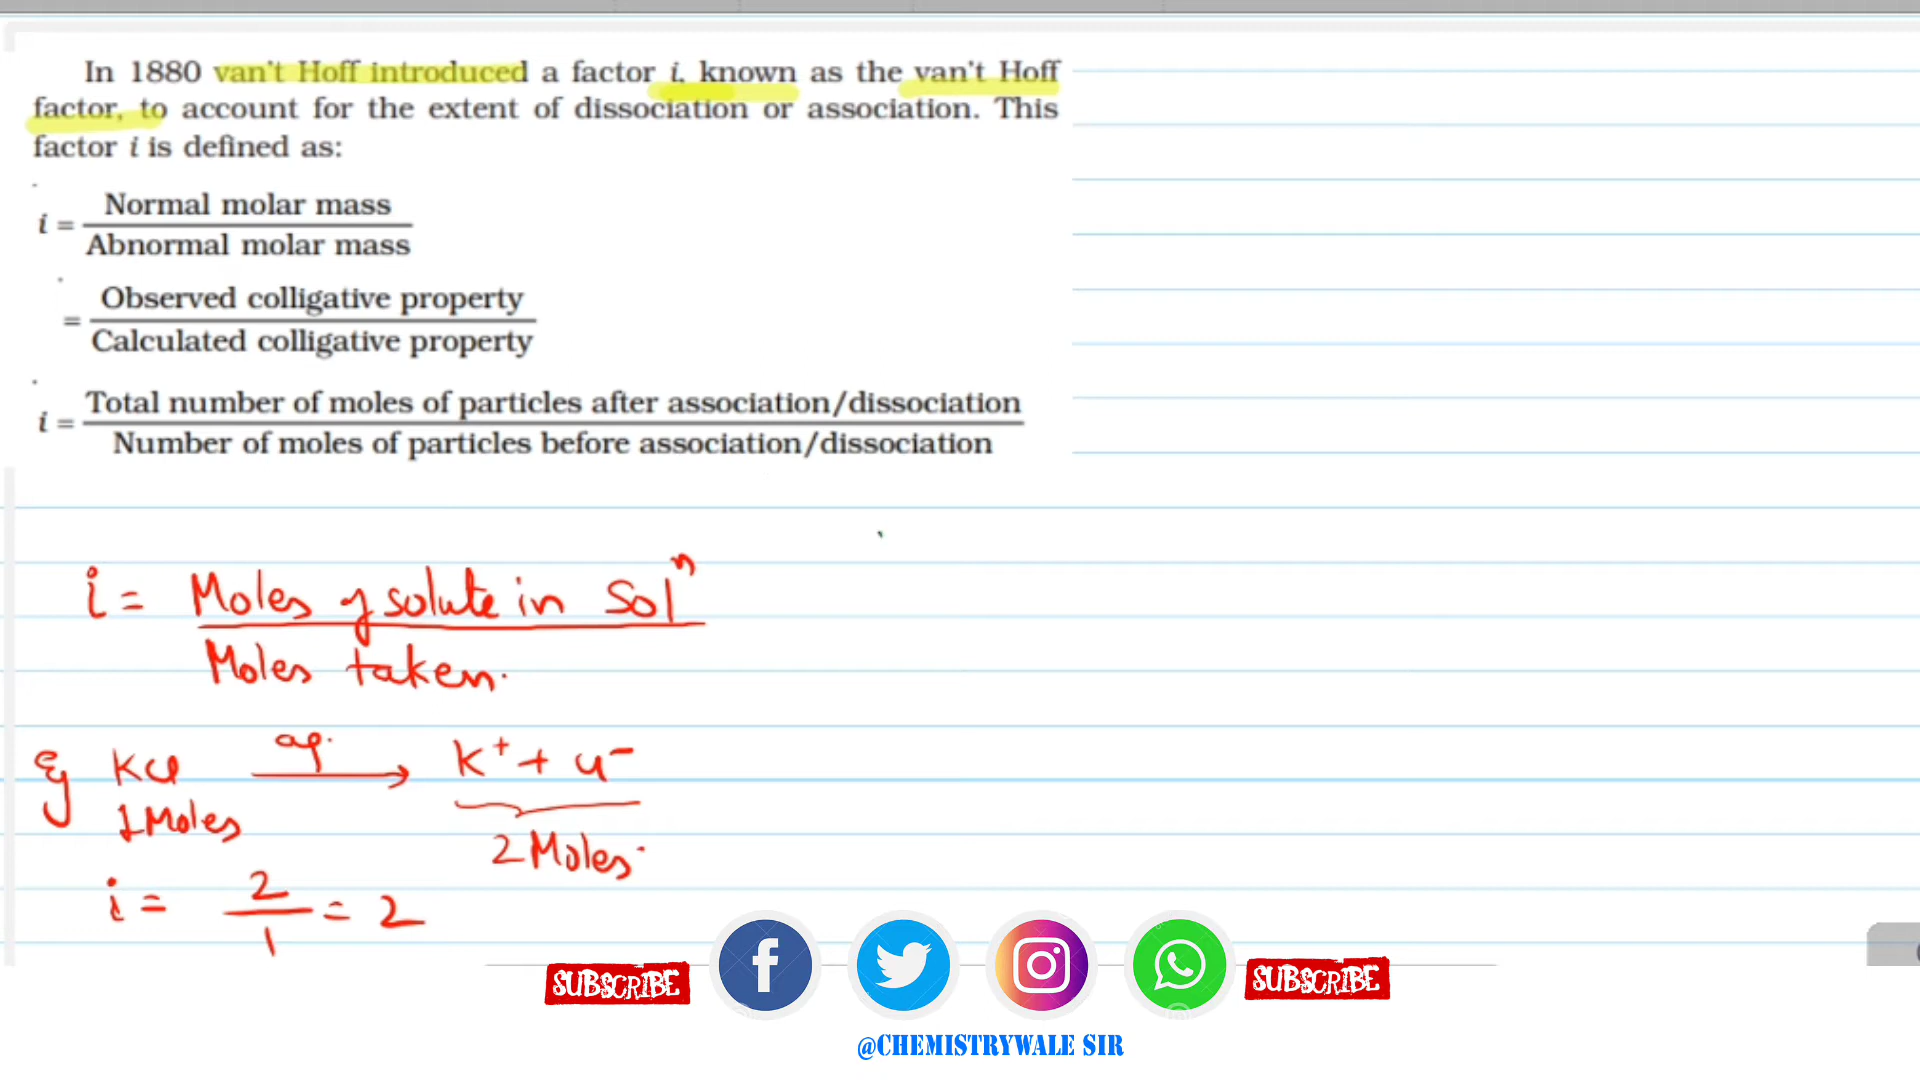 In 1880 van't Hoff introduced a factor i, known as the van't Hoff
factor, to account for the extent of dissociation or association. This
factor i is defined as:
i = Normal molar mass
Abnormal molar mass
= Observed colligative property
Calculated colligative property
i = Total number of moles of particles after association/dissociation
Number of moles of particles before association/dissociation
i = Moles of solute in Solⁿ
Moles taken.
Eg KCl aq. → K⁺ + Cl⁻
1 Moles
2 Moles.
i = 2/1 = 2
SUBSCRIBE
SUBSCRIBE
@CHEMISTRYWALE SIR